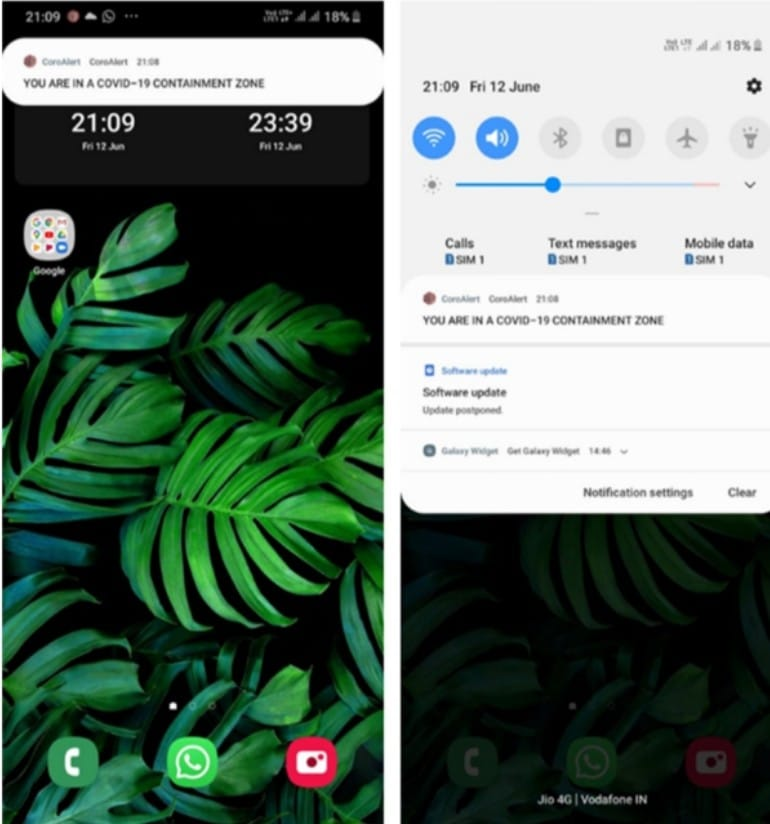 21:09 18%
CoroAlert CoroAlert 21:08
YOU ARE IN A COVID-19 CONTAINMENT ZONE
21:09 23:39
Fri 12 Jun Fri 12 Jun
Google
18%
21:09 Fri 12 June
Calls Text messages Mobile data
1 SIM 1 1 SIM 1 1 SIM 1
CoroAlert CoroAlert 21:08
YOU ARE IN A COVID-19 CONTAINMENT ZONE
Software update
Software update
Update postponed.
Galaxy Widget Get Galaxy Widget 14:46
Notification settings Clear
Jio 4G | Vodafone IN